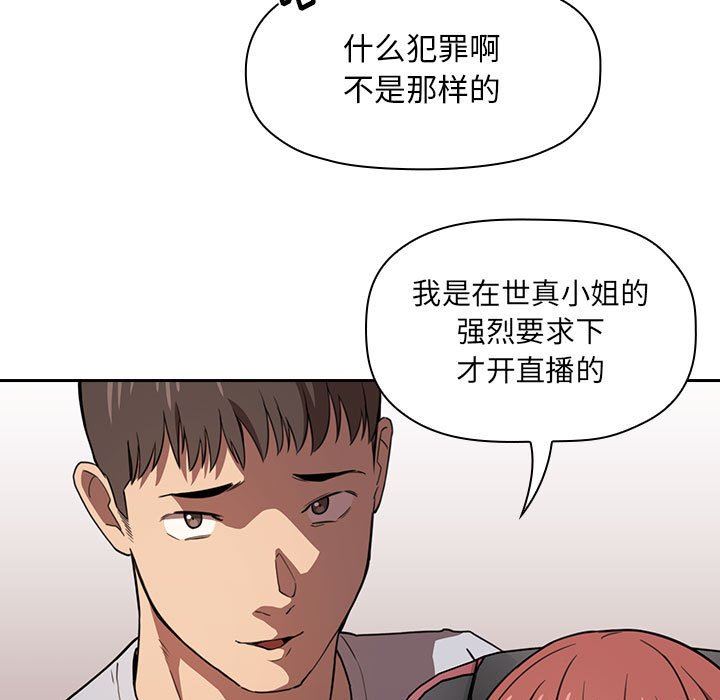 什么犯罪啊
不是那样的
我是在世真小姐的
强烈要求下
才开直播的